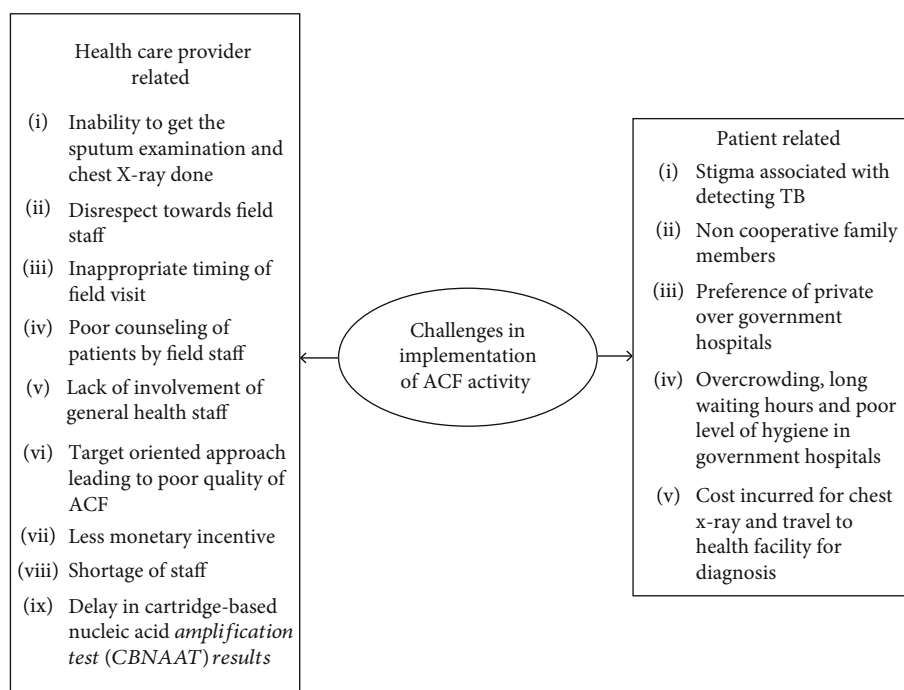 Health care provider
related
(i) Inability to get the
sputum examination and
chest X-ray done
(ii) Disrespect towards field
staff
(iii) Inappropriate timing of
field visit
(iv) Poor counseling of
patients by field staff
(v) Lack of involvement of
general health staff
(vi) Target oriented approach
leading to poor quality of
ACF
(vii) Less monetary incentive
(viii) Shortage of staff
(ix) Delay in cartridge-based
nucleic acid amplification
test (CBNAAT) results
Challenges in
implementation
of ACF activity
Patient related
(i) Stigma associated with
detecting TB
(ii) Non cooperative family
members
(iii) Preference of private
over government
hospitals
(iv) Overcrowding, long
waiting hours and poor
level of hygiene in
government hospitals
(v) Cost incurred for chest
x-ray and travel to
health facility for
diagnosis